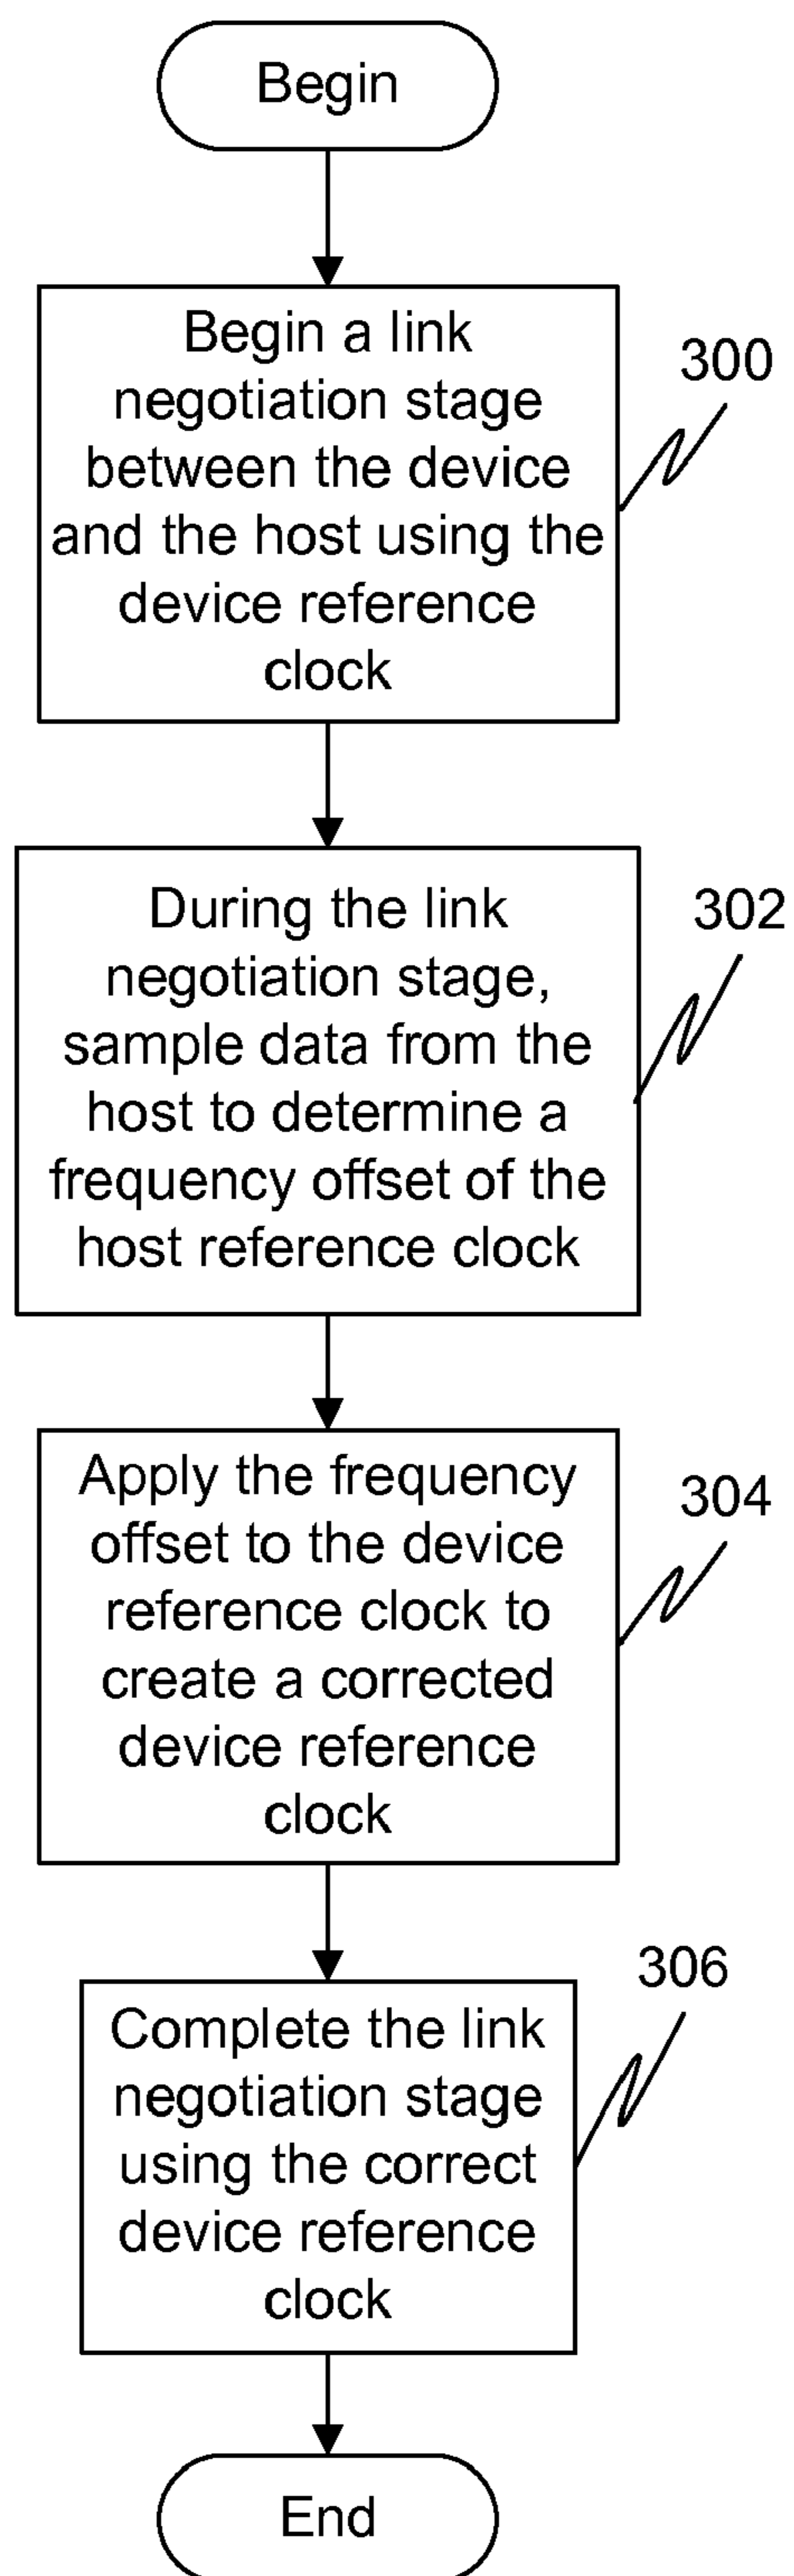 Begin
Begin a link
negotiation stage
between the device
and the host using the
device reference
clock
300
During the link
negotiation stage,
sample data from the
host to determine a
frequency offset of the
host reference clock
302
Apply the frequency
offset to the device
reference clock to
create a corrected
device reference
clock
304
Complete the link
negotiation stage
using the correct
device reference
clock
306
End